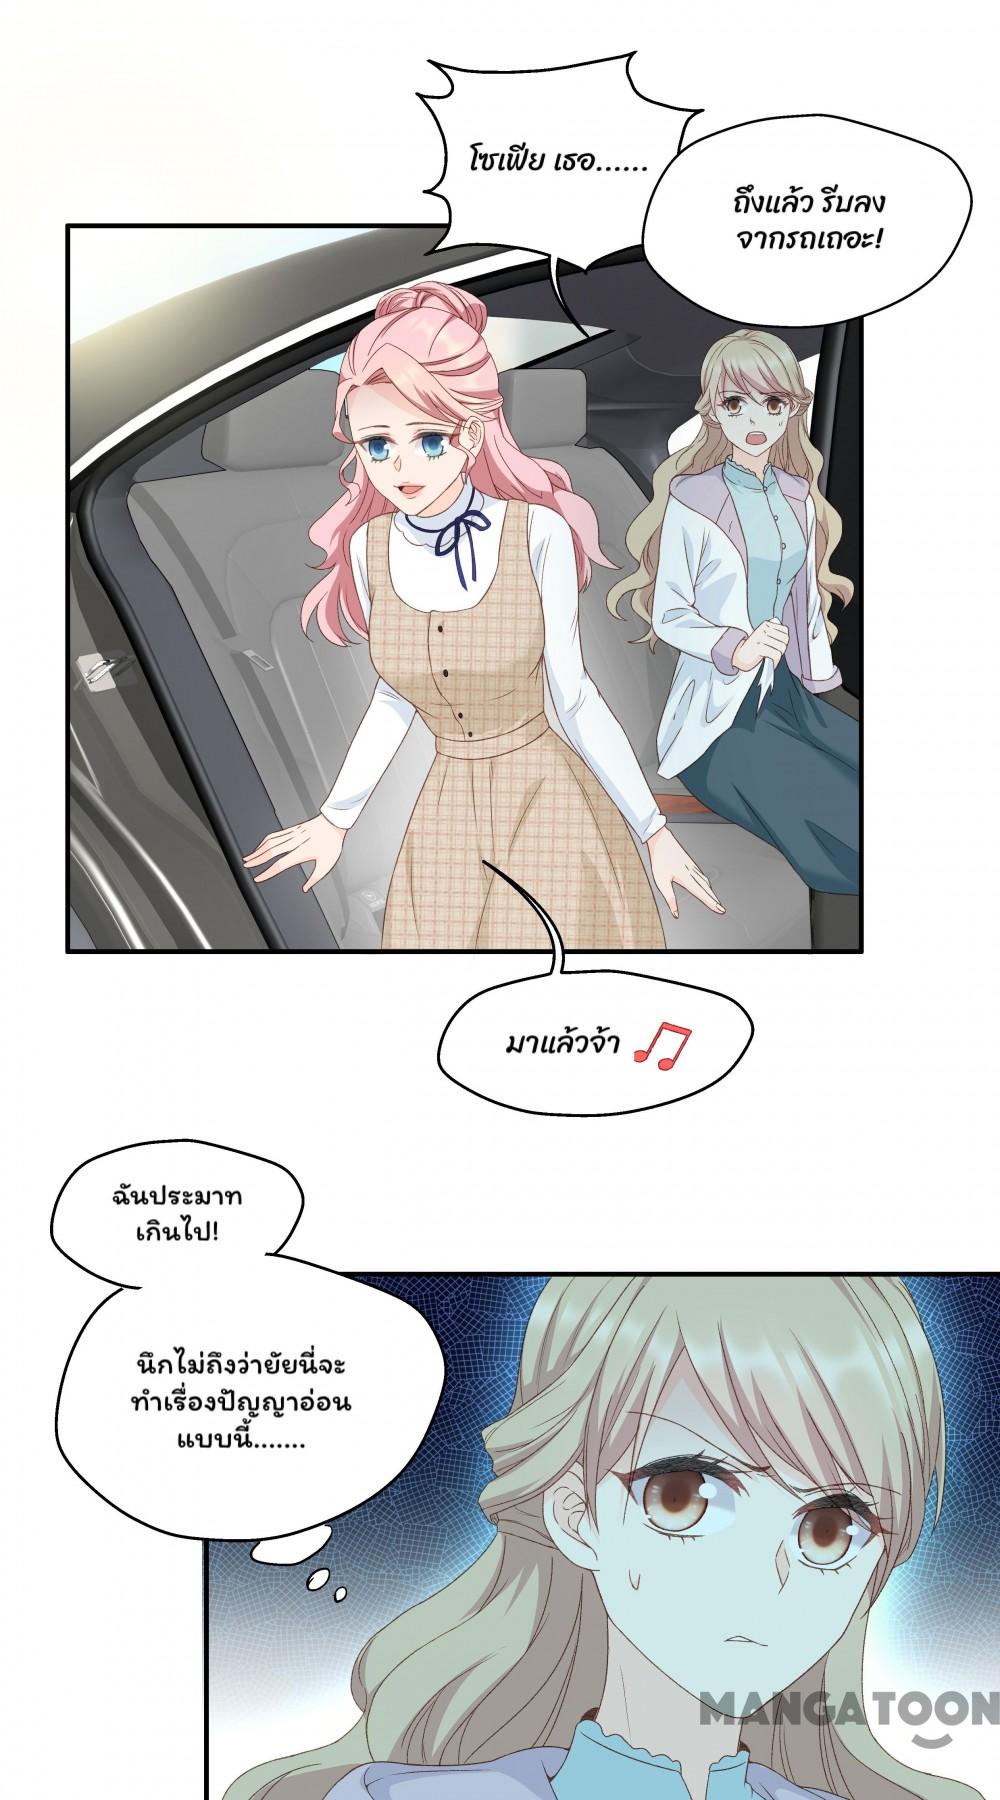 โซเฟีย เธอ......
ถึงแล้ว รีบลง
จากรถเถอะ!
มาแล้วจ้า
ฉันประมาท
เกินไป!
นึกไม่ถึงว่ายัยนี่จะ
ทำเรื่องปัญญาอ่อน
แบบนี้.......
MANGATOON